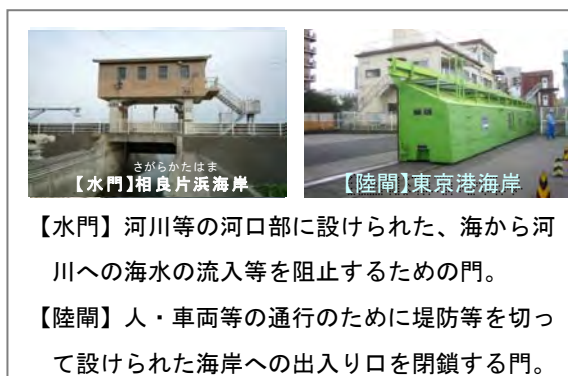 さがらかたはま
【水門】相良片浜海岸
【陸閘】東京港海岸
【水門】河川等の河口部に設けられた、海から河
川への海水の流入等を阻止するための門。
【陸閘】人・車両等の通行のために堤防等を切っ
て設けられた海岸への出入り口を閉鎖する門。